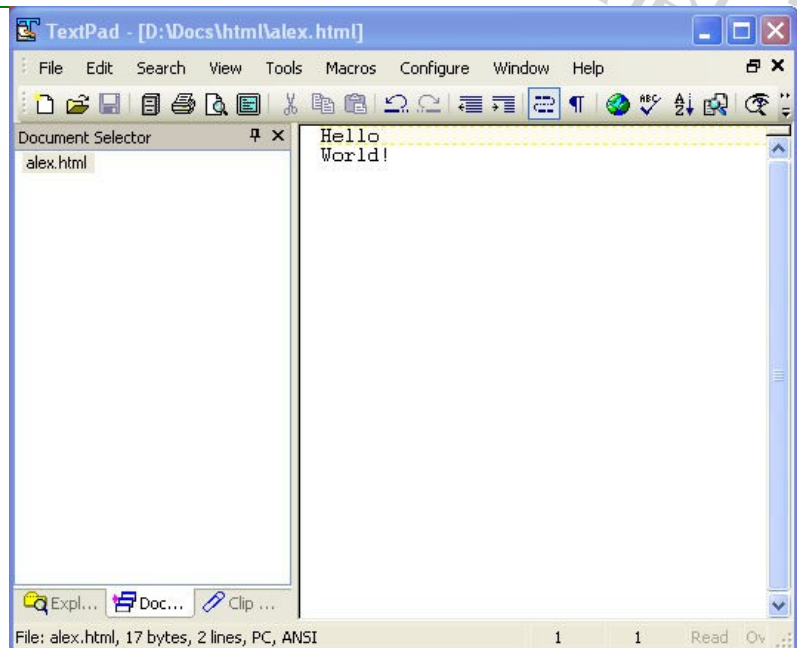 TextPad - [D:\Docs\html\alex.html]
File Edit Search View Tools Macros Configure Window Help
Document Selector
alex.html
Hello
World!
Expl... Doc... Clip ...
File: alex.html, 17 bytes, 2 lines, PC, ANSI 1 1 Read Ov